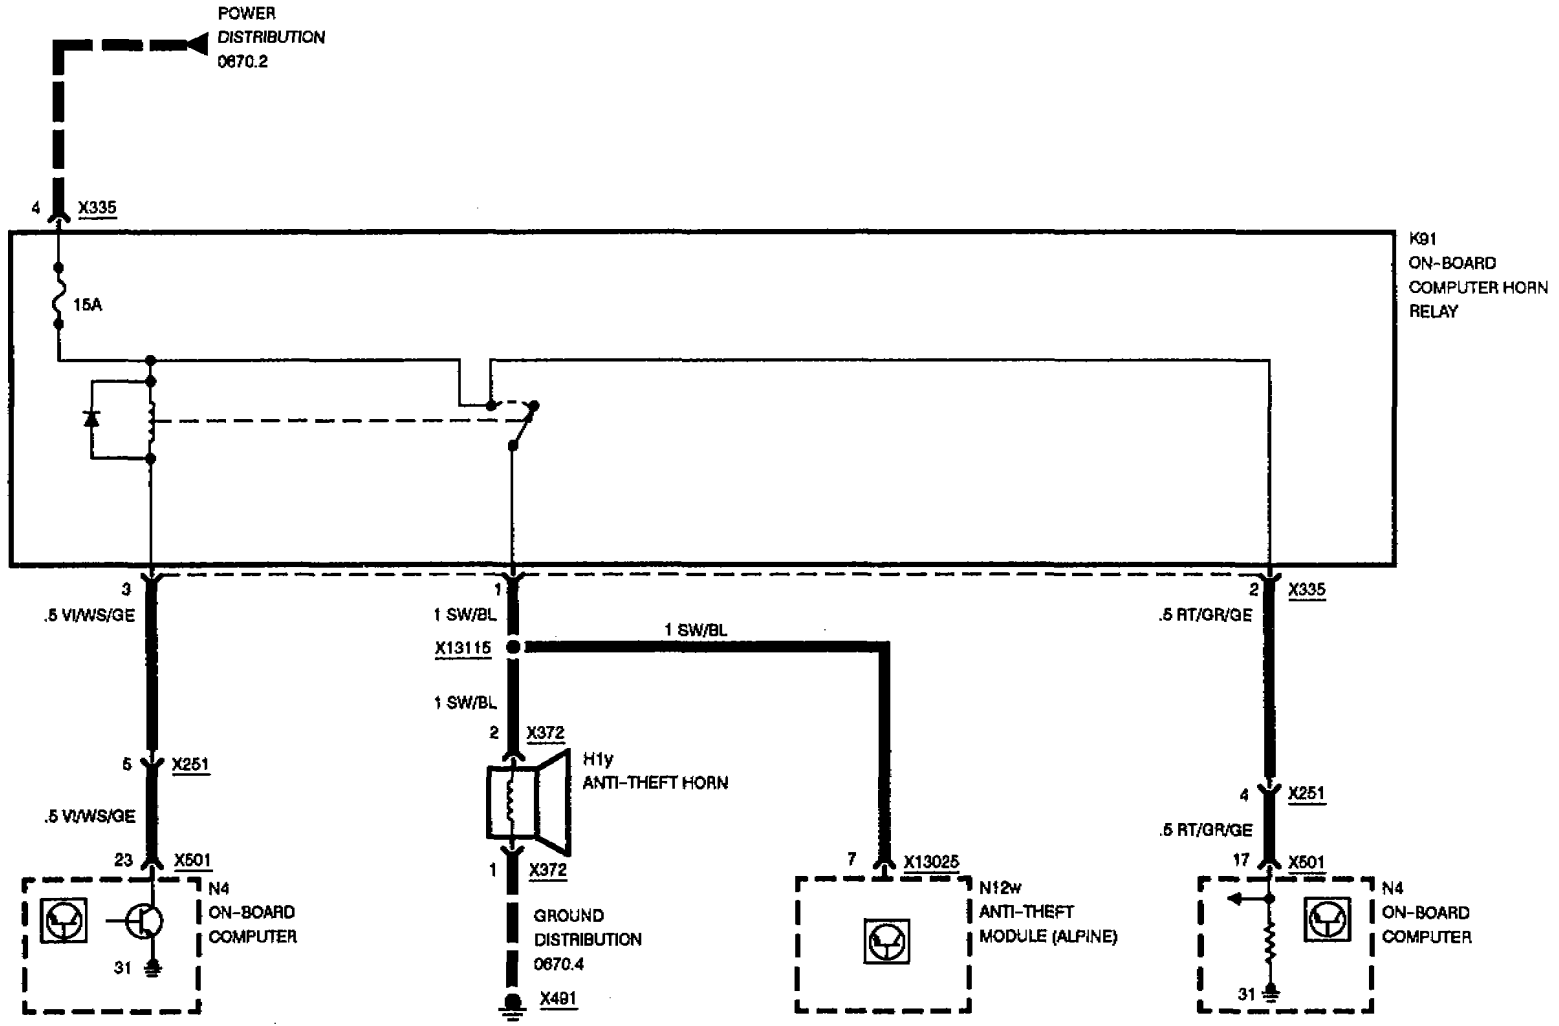 POWER
DISTRIBUTION
0670.2
4 X335
K91
ON-BOARD
COMPUTER HORN
RELAY
15A
3
1
2 X335
.5 VI/WS/GE
1 SW/BL
.5 RT/GR/GE
1 SW/BL
X13115
1 SW/BL
2 X372
H1y
ANTI-THEFT HORN
5 X251
4 X251
.5 VI/WS/GE
.5 RT/GR/GE
23 X501
1 X372
7 X13025
17 X501
N4
ON-BOARD
COMPUTER
31
GROUND
DISTRIBUTION
0670.4
X491
N12w
ANTI-THEFT
MODULE (ALPINE)
N4
ON-BOARD
COMPUTER
31